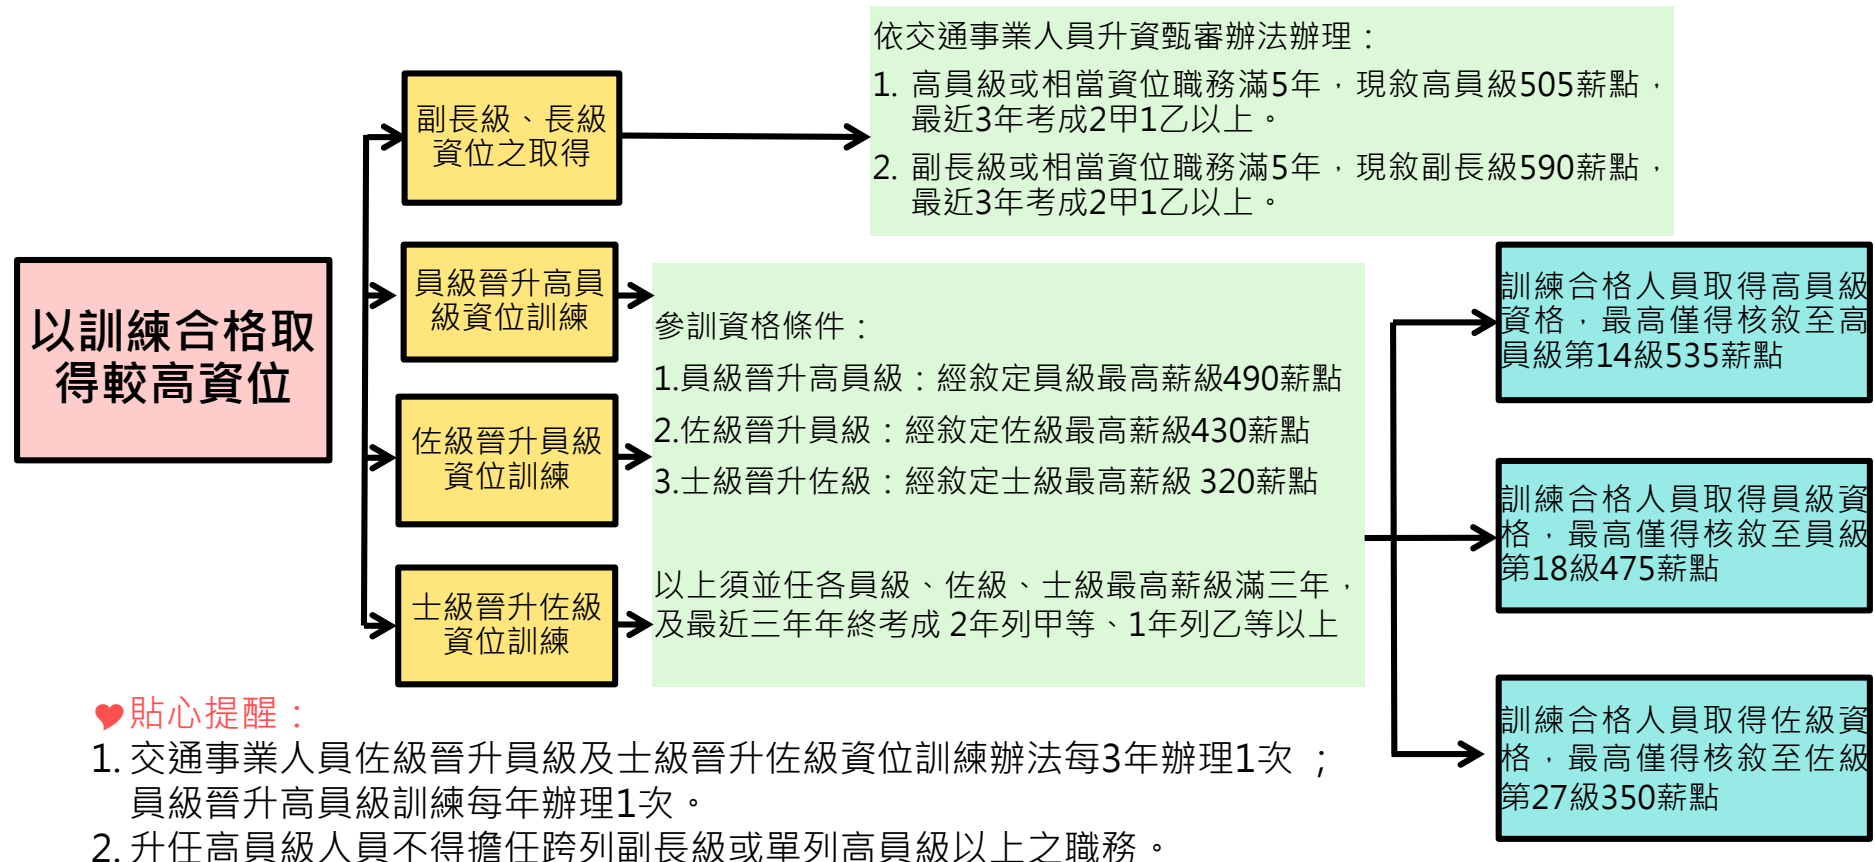 以訓練合格取
得較高資位
副長級、長級
資位之取得
依交通事業人員升資甄審辦法辦理：
1. 高員級或相當資位職務滿5年，現敘高員級505薪點，
最近3年考成2甲1乙以上。
2. 副長級或相當資位職務滿5年，現敘副長級590薪點，
最近3年考成2甲1乙以上。
員級晉升高員
級資位訓練
佐級晉升員級
資位訓練
士級晉升佐級
資位訓練
參訓資格條件：
1.員級晉升高員級：經敘定員級最高薪級490薪點
2.佐級晉升員級：經敘定佐級最高薪級430薪點
3.士級晉升佐級：經敘定士級最高薪級 320薪點
以上須並任各員級、佐級、士級最高薪級滿三年，
及最近三年年終考成 2年列甲等、1年列乙等以上
訓練合格人員取得高員級
資格，最高僅得核敘至高
員級第14級535薪點
訓練合格人員取得員級資
格，最高僅得核敘至員級
第18級475薪點
訓練合格人員取得佐級資
格，最高僅得核敘至佐級
第27級350薪點
♥貼心提醒：
1. 交通事業人員佐級晉升員級及士級晉升佐級資位訓練辦法每3年辦理1次 ；
員級晉升高員級訓練每年辦理1次。
2. 升任高員級人員不得擔任跨列副長級或單列高員級以上之職務。